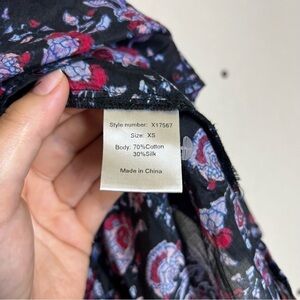 Style number: X17567
Size: XS
Body: 70%Cotton
30%Silk
Made in China